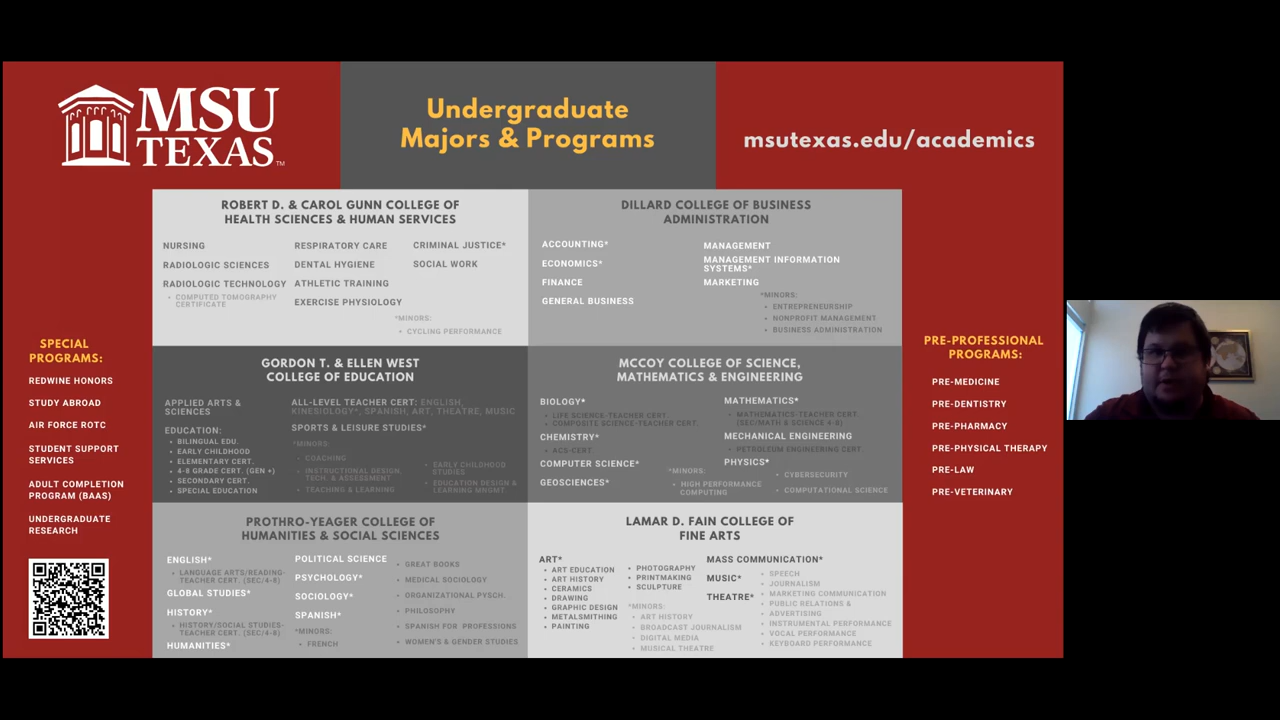 MSU
TEXAS
TM
Undergraduate
Majors & Programs
msutexas.edu/academics
ROBERT D. & CAROL GUNN COLLEGE OF
HEALTH SCIENCES & HUMAN SERVICES
NURSING
RADIOLOGIC SCIENCES
RADIOLOGIC TECHNOLOGY
• COMPUTED TOMOGRAPHY
CERTIFICATE
RESPIRATORY CARE
DENTAL HYGIENE
ATHLETIC TRAINING
EXERCISE PHYSIOLOGY
CRIMINAL JUSTICE*
SOCIAL WORK
*MINORS:
• CYCLING PERFORMANCE
DILLARD COLLEGE OF BUSINESS
ADMINISTRATION
ACCOUNTING*
ECONOMICS*
FINANCE
GENERAL BUSINESS
MANAGEMENT
MANAGEMENT INFORMATION
SYSTEMS*
MARKETING
*MINORS:
• ENTREPRENEURSHIP
• NONPROFIT MANAGEMENT
• BUSINESS ADMINISTRATION
SPECIAL
PROGRAMS:
REDWINE HONORS
STUDY ABROAD
AIR FORCE ROTC
STUDENT SUPPORT
SERVICES
ADULT COMPLETION
PROGRAM (BAAS)
UNDERGRADUATE
RESEARCH
GORDON T. & ELLEN WEST
COLLEGE OF EDUCATION
APPLIED ARTS &
SCIENCES
EDUCATION:
• BILINGUAL EDU.
• EARLY CHILDHOOD
• ELEMENTARY CERT.
• 4-8 GRADE CERT. (GEN +)
• SECONDARY CERT.
• SPECIAL EDUCATION
ALL-LEVEL TEACHER CERT: ENGLISH,
KINESIOLOGY*, SPANISH, ART, THEATRE, MUSIC
SPORTS & LEISURE STUDIES*
*MINORS:
• COACHING
• INSTRUCTIONAL DESIGN,
TECH. & ASSESSMENT
• TEACHING & LEARNING
• EARLY CHILDHOOD
STUDIES
• EDUCATION DESIGN &
LEARNING MNGMT
MCCOY COLLEGE OF SCIENCE,
MATHEMATICS & ENGINEERING
BIOLOGY*
• LIFE SCIENCE-TEACHER CERT
• COMPOSITE SCIENCE-TEACHER CERT.
CHEMISTRY*
• ACS-CERT
COMPUTER SCIENCE*
GEOSCIENCES*
MATHEMATICS*
• MATHEMATICS-TEACHER CERT.
(SEC/MATH & SCIENCE 4-8)
MECHANICAL ENGINEERING
• PETROLEUM ENGINEERING CERT.
PHYSICS*
*MINORS:
• HIGH PERFORMANCE
COMPUTING
• CYBERSECURITY
• COMPUTATIONAL SCIENCE
PRE-PROFESSIONAL
PROGRAMS:
PRE-MEDICINE
PRE-DENTISTRY
PRE-PHARMACY
PRE-PHYSICAL THERAPY
PRE-LAW
PRE-VETERINARY
PROTHRO-YEAGER COLLEGE OF
HUMANITIES & SOCIAL SCIENCES
ENGLISH*
• LANGUAGE ARTS/READING-
TEACHER CERT. (SEC/4-8)
GLOBAL STUDIES*
HISTORY*
• HISTORY/SOCIAL STUDIES-
TEACHER CERT. (SEC/4-8)
HUMANITIES*
POLITICAL SCIENCE
PSYCHOLOGY*
SOCIOLOGY*
SPANISH*
*MINORS:
• FRENCH
• GREAT BOOKS
• MEDICAL SOCIOLOGY
• ORGANIZATIONAL PYSCH.
• PHILOSOPHY
• SPANISH FOR PROFESSIONS
• WOMEN'S & GENDER STUDIES
LAMAR D. FAIN COLLEGE OF
FINE ARTS
ART*
• ART EDUCATION
• ART HISTORY
• CERAMICS
• DRAWING
• GRAPHIC DESIGN
• METALSMITHING
• PAINTING
• PHOTOGRAPHY
• PRINTMAKING
• SCULPTURE
*MINORS:
• ART HISTORY
• BROADCAST JOURNALISM
• DIGITAL MEDIA
• MUSICAL THEATRE
MASS COMMUNICATION*
MUSIC*
THEATRE*
• SPEECH
• JOURNALISM
• MARKETING COMMUNICATION
• PUBLIC RELATIONS &
• ADVERTISING
• INSTRUMENTAL PERFORMANCE
• VOCAL PERFORMANCE
• KEYBOARD PERFORMANCE